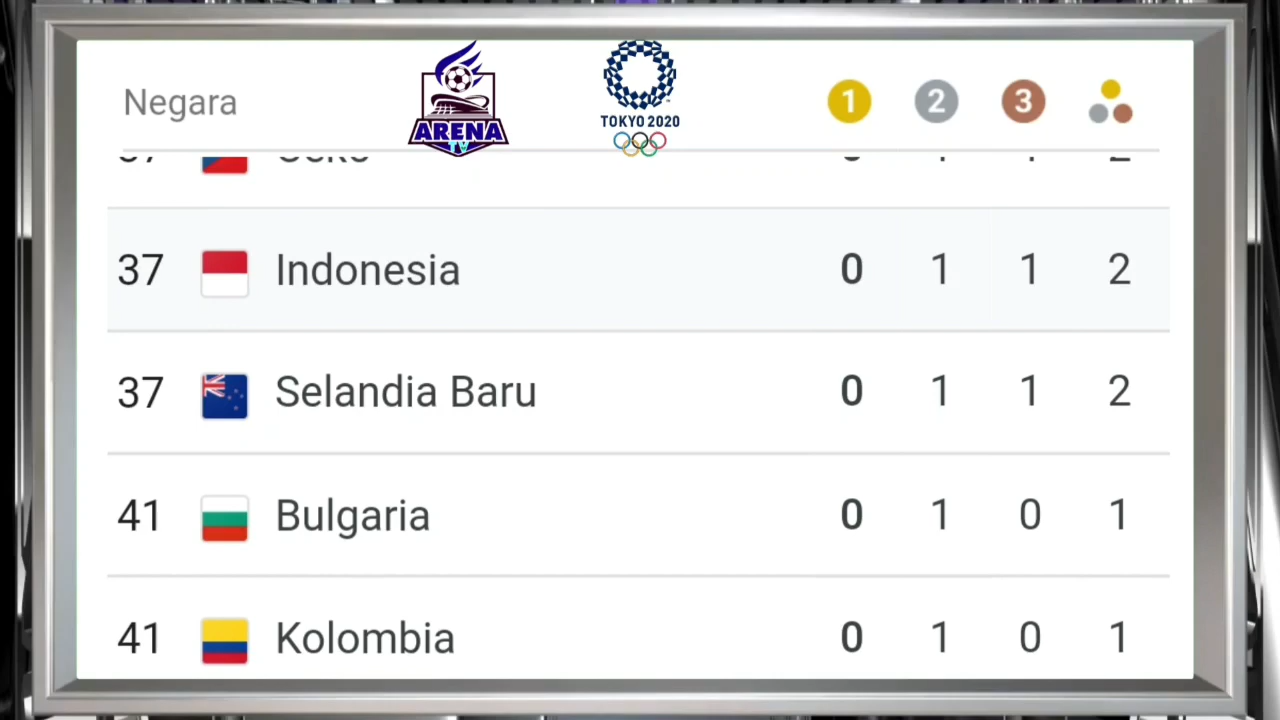 Negara
ARENA
TV
TOKYO 2020
1 2 3
37 Indonesia 0 1 1 2
37 Selandia Baru 0 1 1 2
41 Bulgaria 0 1 0 1
41 Kolombia 0 1 0 1